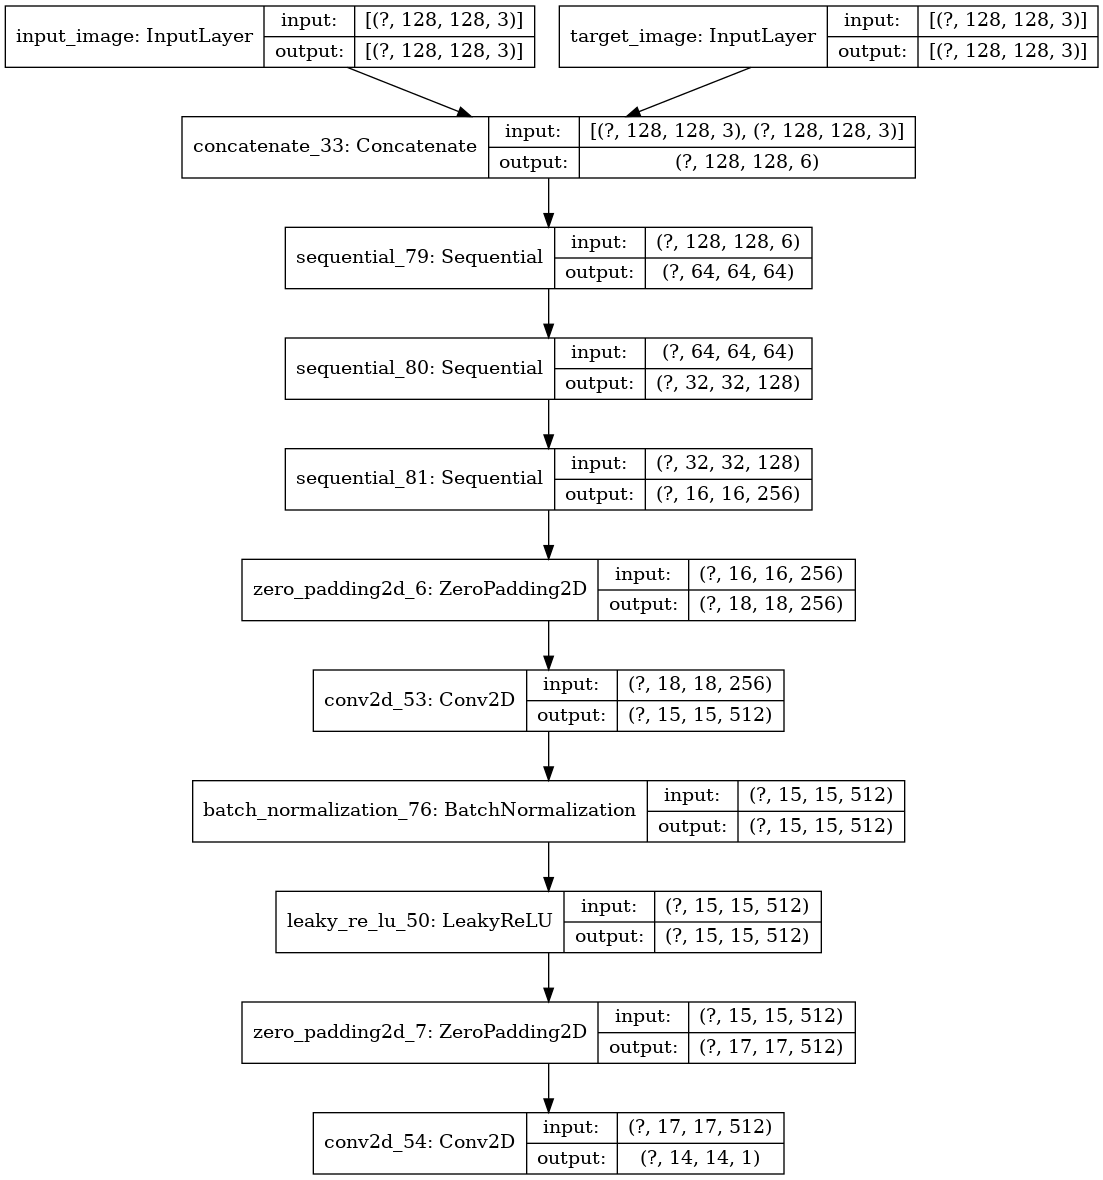 input_image: InputLayer
input: [(?, 128, 128, 3)]
output: [(?, 128, 128, 3)]
target_image: InputLayer
input: [(?, 128, 128, 3)]
output: [(?, 128, 128, 3)]
concatenate_33: Concatenate
input: [(?, 128, 128, 3), (?, 128, 128, 3)]
output: (?, 128, 128, 6)
sequential_79: Sequential
input: (?, 128, 128, 6)
output: (?, 64, 64, 64)
sequential_80: Sequential
input: (?, 64, 64, 64)
output: (?, 32, 32, 128)
sequential_81: Sequential
input: (?, 32, 32, 128)
output: (?, 16, 16, 256)
zero_padding2d_6: ZeroPadding2D
input: (?, 16, 16, 256)
output: (?, 18, 18, 256)
conv2d_53: Conv2D
input: (?, 18, 18, 256)
output: (?, 15, 15, 512)
batch_normalization_76: BatchNormalization
input: (?, 15, 15, 512)
output: (?, 15, 15, 512)
leaky_re_lu_50: LeakyReLU
input: (?, 15, 15, 512)
output: (?, 15, 15, 512)
zero_padding2d_7: ZeroPadding2D
input: (?, 15, 15, 512)
output: (?, 17, 17, 512)
conv2d_54: Conv2D
input: (?, 17, 17, 512)
output: (?, 14, 14, 1)